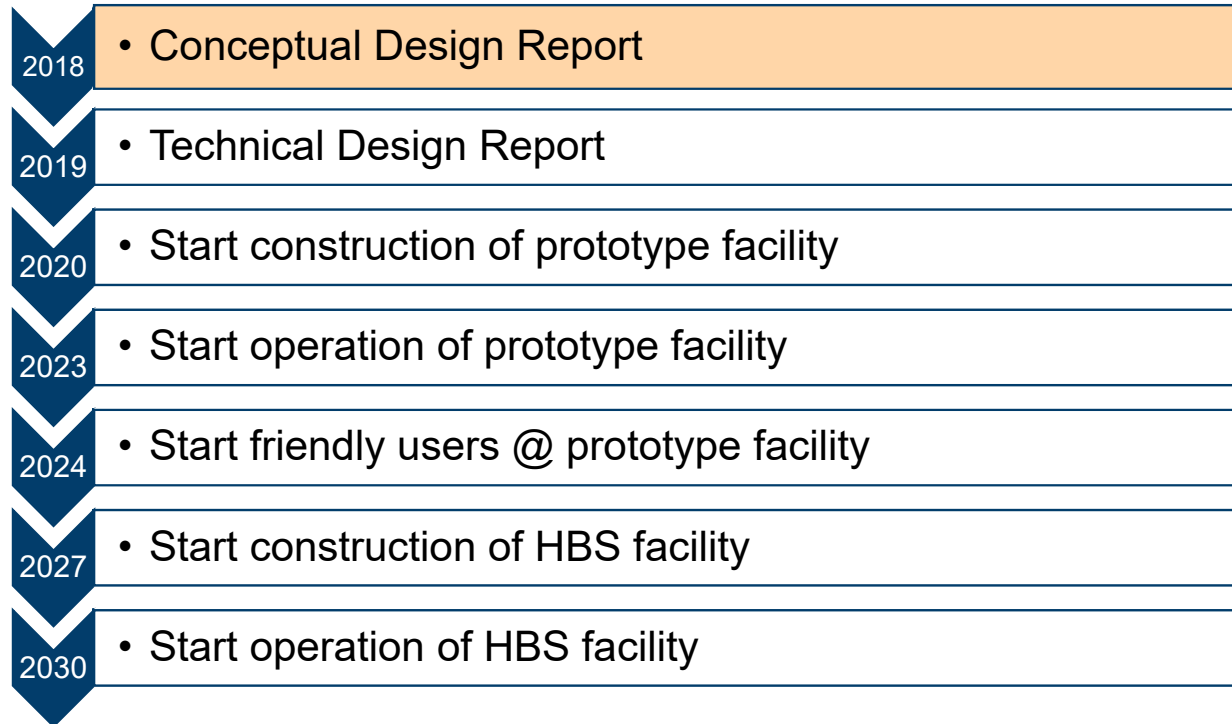 2018
• Conceptual Design Report
2019
• Technical Design Report
2020
• Start construction of prototype facility
2023
• Start operation of prototype facility
2024
• Start friendly users @ prototype facility
2027
• Start construction of HBS facility
2030
• Start operation of HBS facility